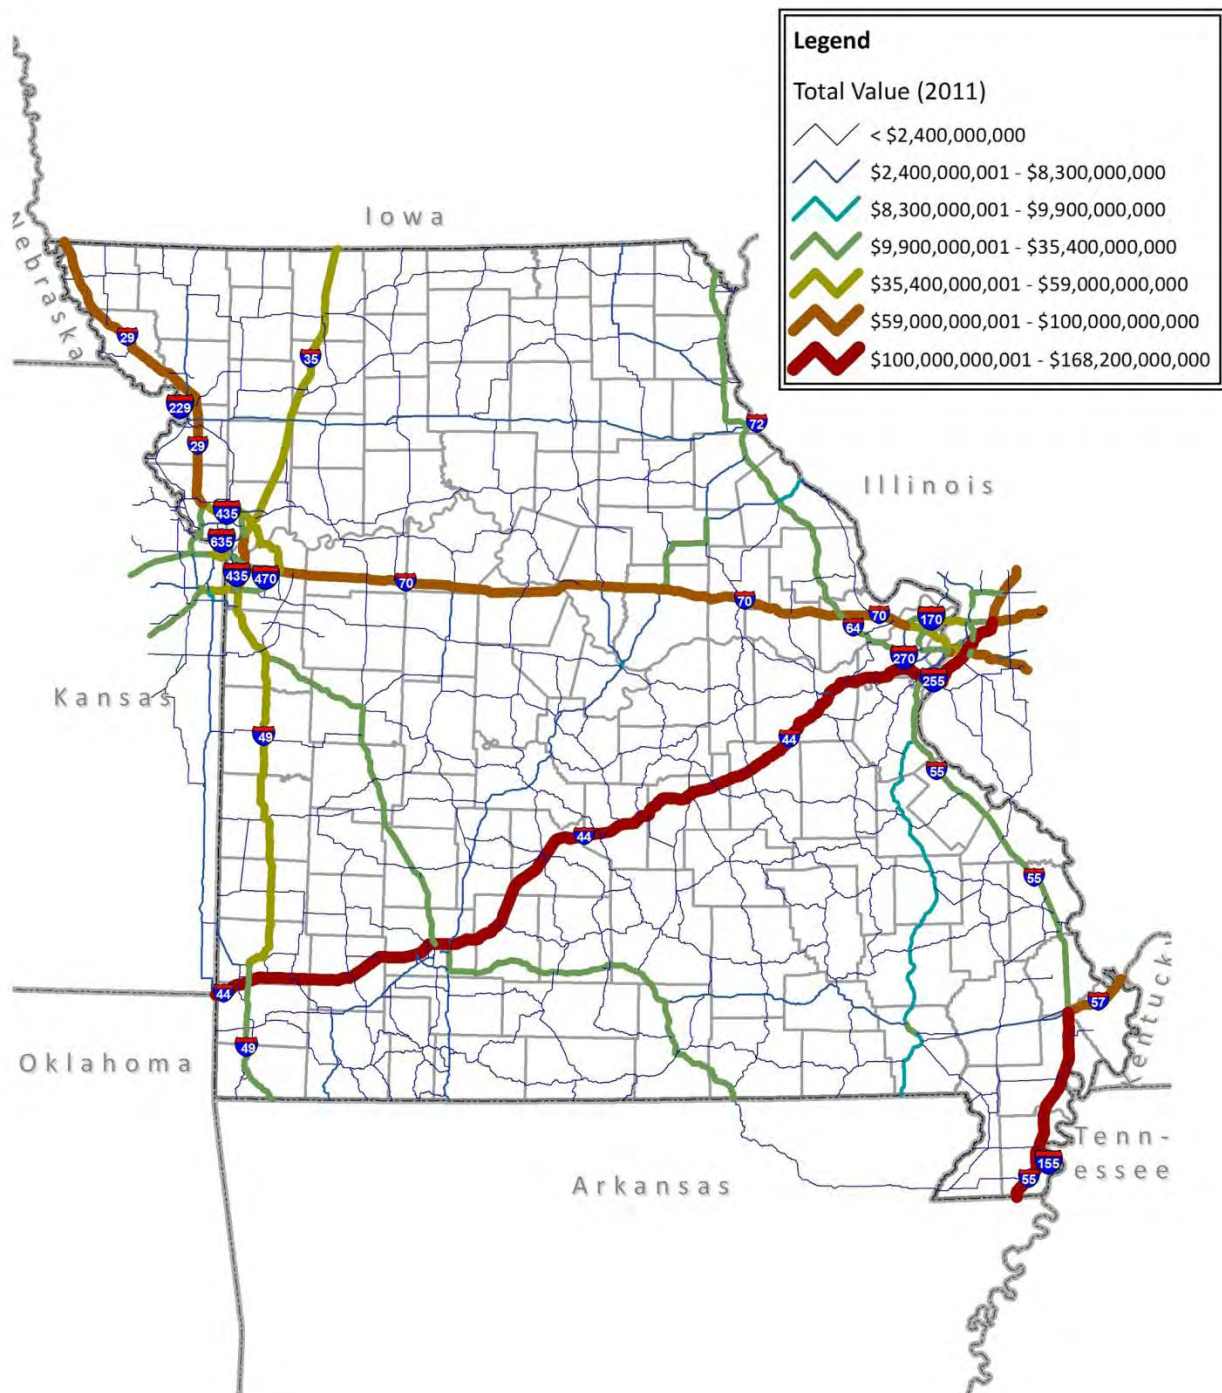 Legend
Total Value (2011)
< $2,400,000,000
$2,400,000,001 - $8,300,000,000
$8,300,000,001 - $9,900,000,000
$9,900,000,001 - $35,400,000,000
$35,400,000,001 - $59,000,000,000
$59,000,000,001 - $100,000,000,000
$100,000,000,001 - $168,200,000,000
Iowa
Nebraska
29
35
229
29
72
Illinois
435
635
435
470
70
70
70
64
170
270
255
Kansas
49
44
55
44
55
44
57
Kentucky
49
Oklahoma
Tenn-
essee
155
55
Arkansas